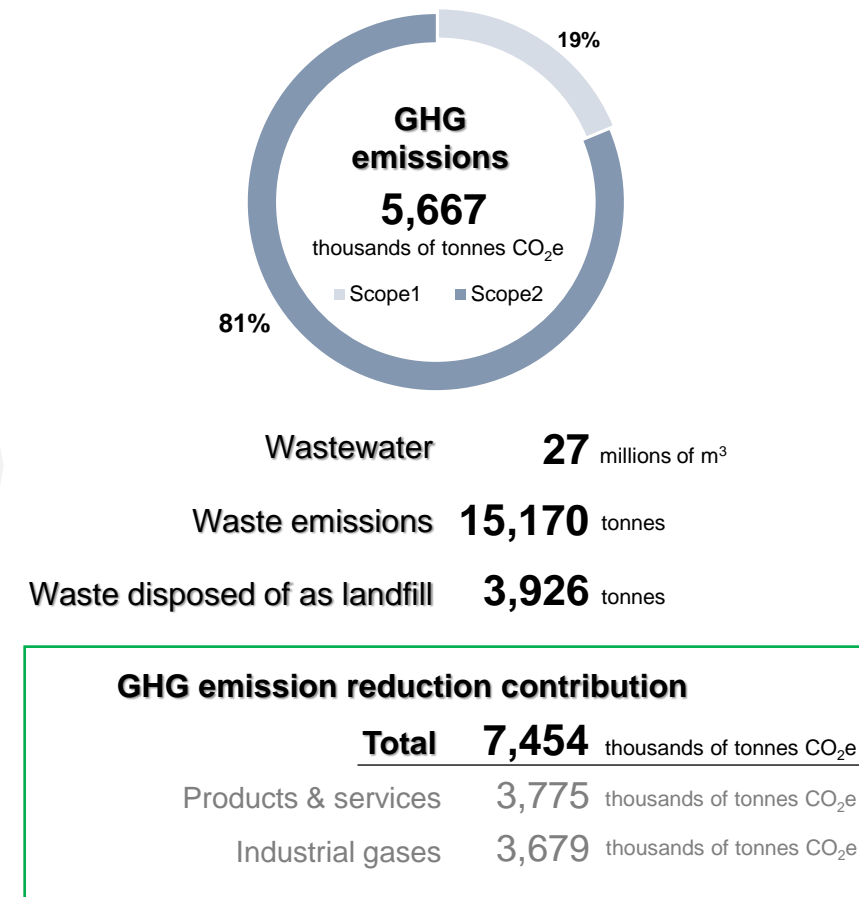 19%
GHG
emissions
5,667
thousands of tonnes CO₂e
Scope1 Scope2
81%
Wastewater 27 millions of m³
Waste emissions 15,170 tonnes
Waste disposed of as landfill 3,926 tonnes
GHG emission reduction contribution
Total 7,454 thousands of tonnes CO₂e
Products & services 3,775 thousands of tonnes CO₂e
Industrial gases 3,679 thousands of tonnes CO₂e